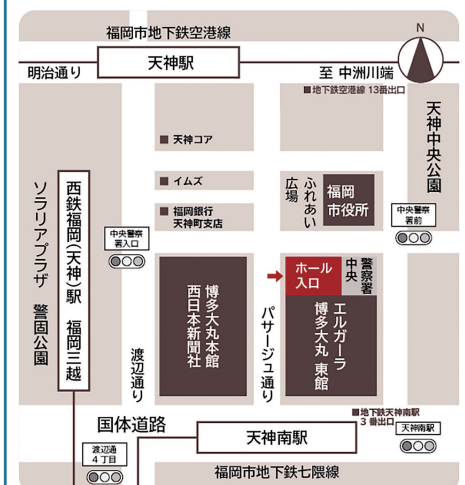 福岡市地下鉄空港線
N
明治通り
天神駅
至 中洲川端
■地下鉄空港線 13番出口
天神中央公園
■天神コア
■イムズ
■福岡銀行
天神町支店
ふれあい
広場
福岡
市役所
中央警察
署前
中央警察
署入口
西鉄福岡(天神)駅 福岡三越
ソラリアプラザ 警固公園
博多大丸本館
西日本新聞社
→
ホール
入口
警察署
中央
エルガーラ
博多大丸 東館
渡辺通り
パサージュ通り
国体道路
■地下鉄天神南駅
3 番出口
天神南駅
天神南駅
渡辺通
4丁目
福岡市地下鉄七隈線